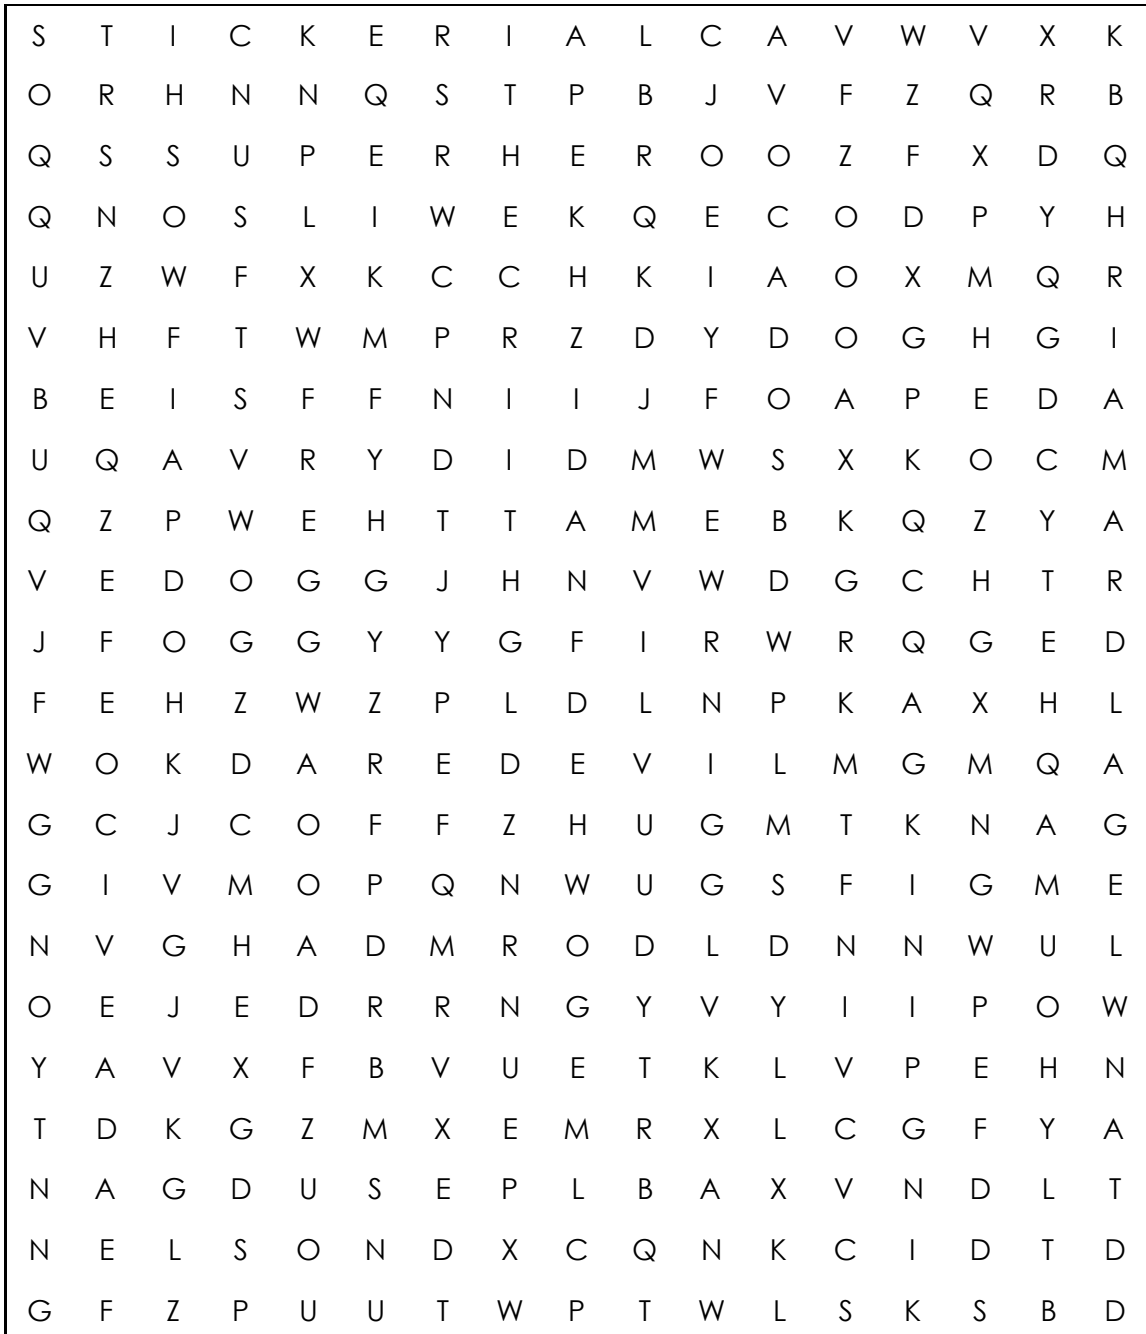 S T I C K E R I A L C A V W V X K
O R H N N Q S T P B J V F Z Q R B
Q S S U P E R H E R O O Z F X D Q
Q N O S L I W E K Q E C O D P Y H
U Z W F X K C C H K I A O X M Q R
V H F T W M P R Z D Y D O G H G I
B E I S F F N I I J F O A P E D A
U Q A V R Y D I D M W S X K O C M
Q Z P W E H T T A M E B K Q Z Y A
V E D O G G J H N V W D G C H T R
J F O G G Y Y G F I R W R Q G E D
F E H Z W Z P L D L N P K A X H L
W O K D A R E D E V I L M G M Q A
G C J C O F F Z H U G M T K N A G
G I V M O P Q N W U G S F I G M E
N V G H A D M R O D L D N N W U L
O E J E D R R N G Y V Y I I P O W
Y A V X F B V U E T K L V P E H N
T D K G Z M X E M R X L C G F Y A
N A G D U S E P L B A X V N D L T
N E L S O N D X C Q N K C I D T D
G F Z P U U T W P T W L S K S B D